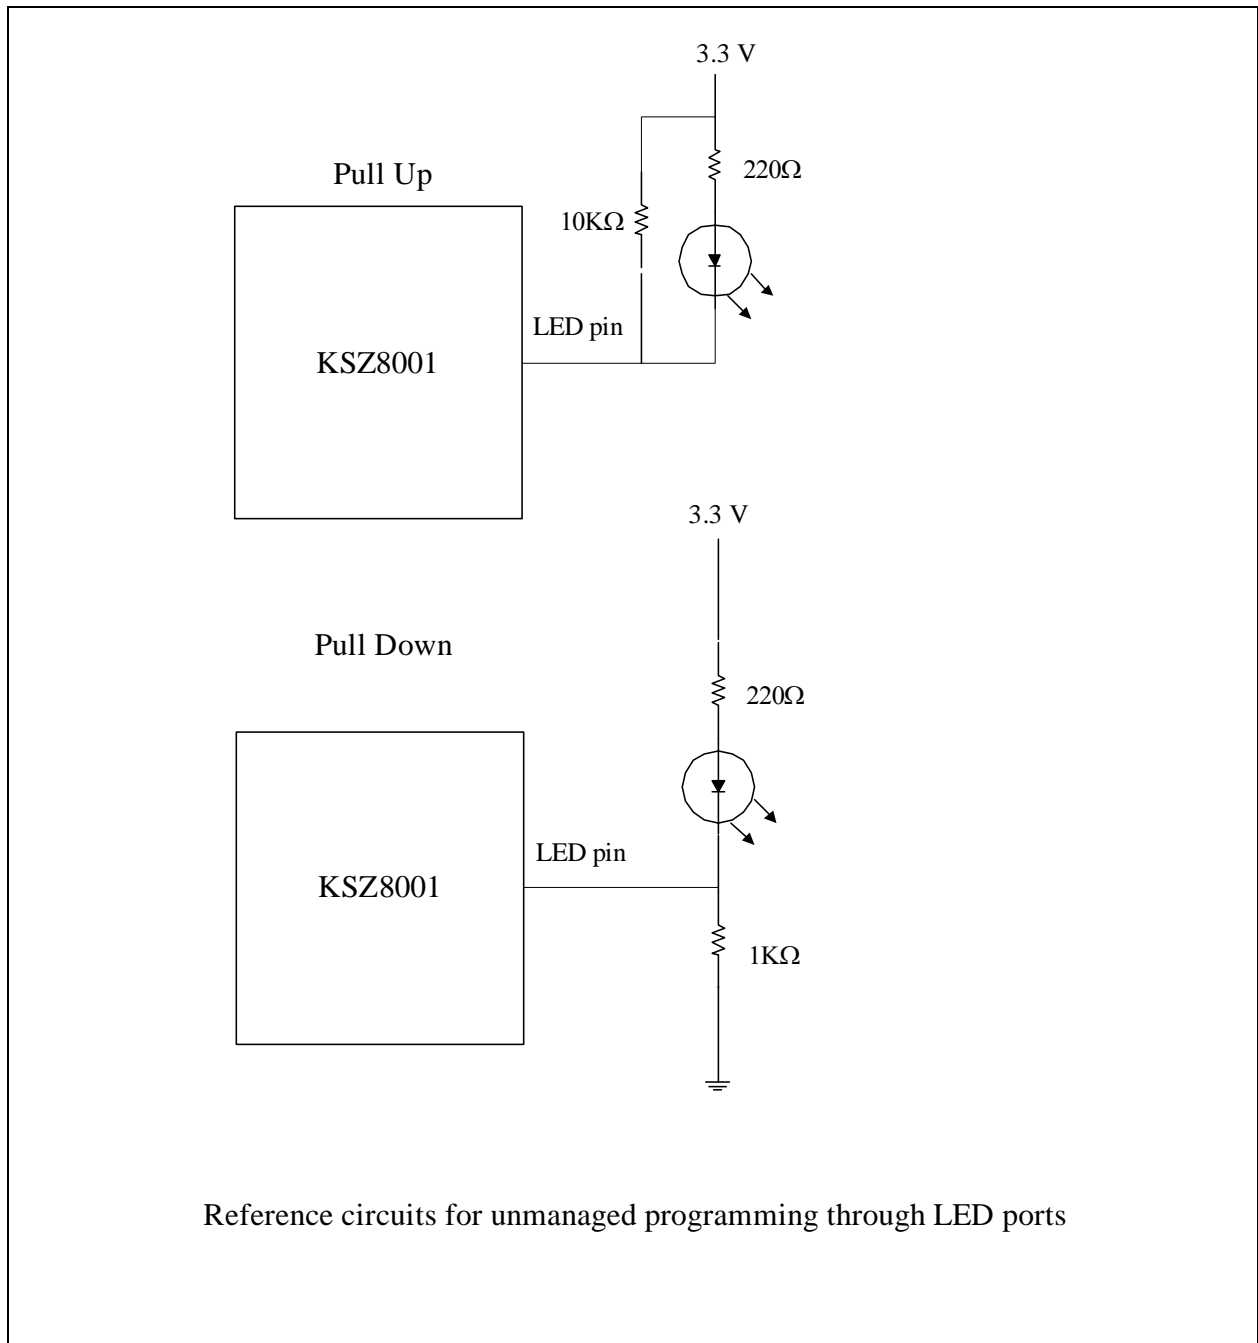 3.3 V
Pull Up
220Ω
10KΩ
LED pin
KSZ8001
3.3 V
Pull Down
220Ω
LED pin
KSZ8001
1KΩ
Reference circuits for unmanaged programming through LED ports